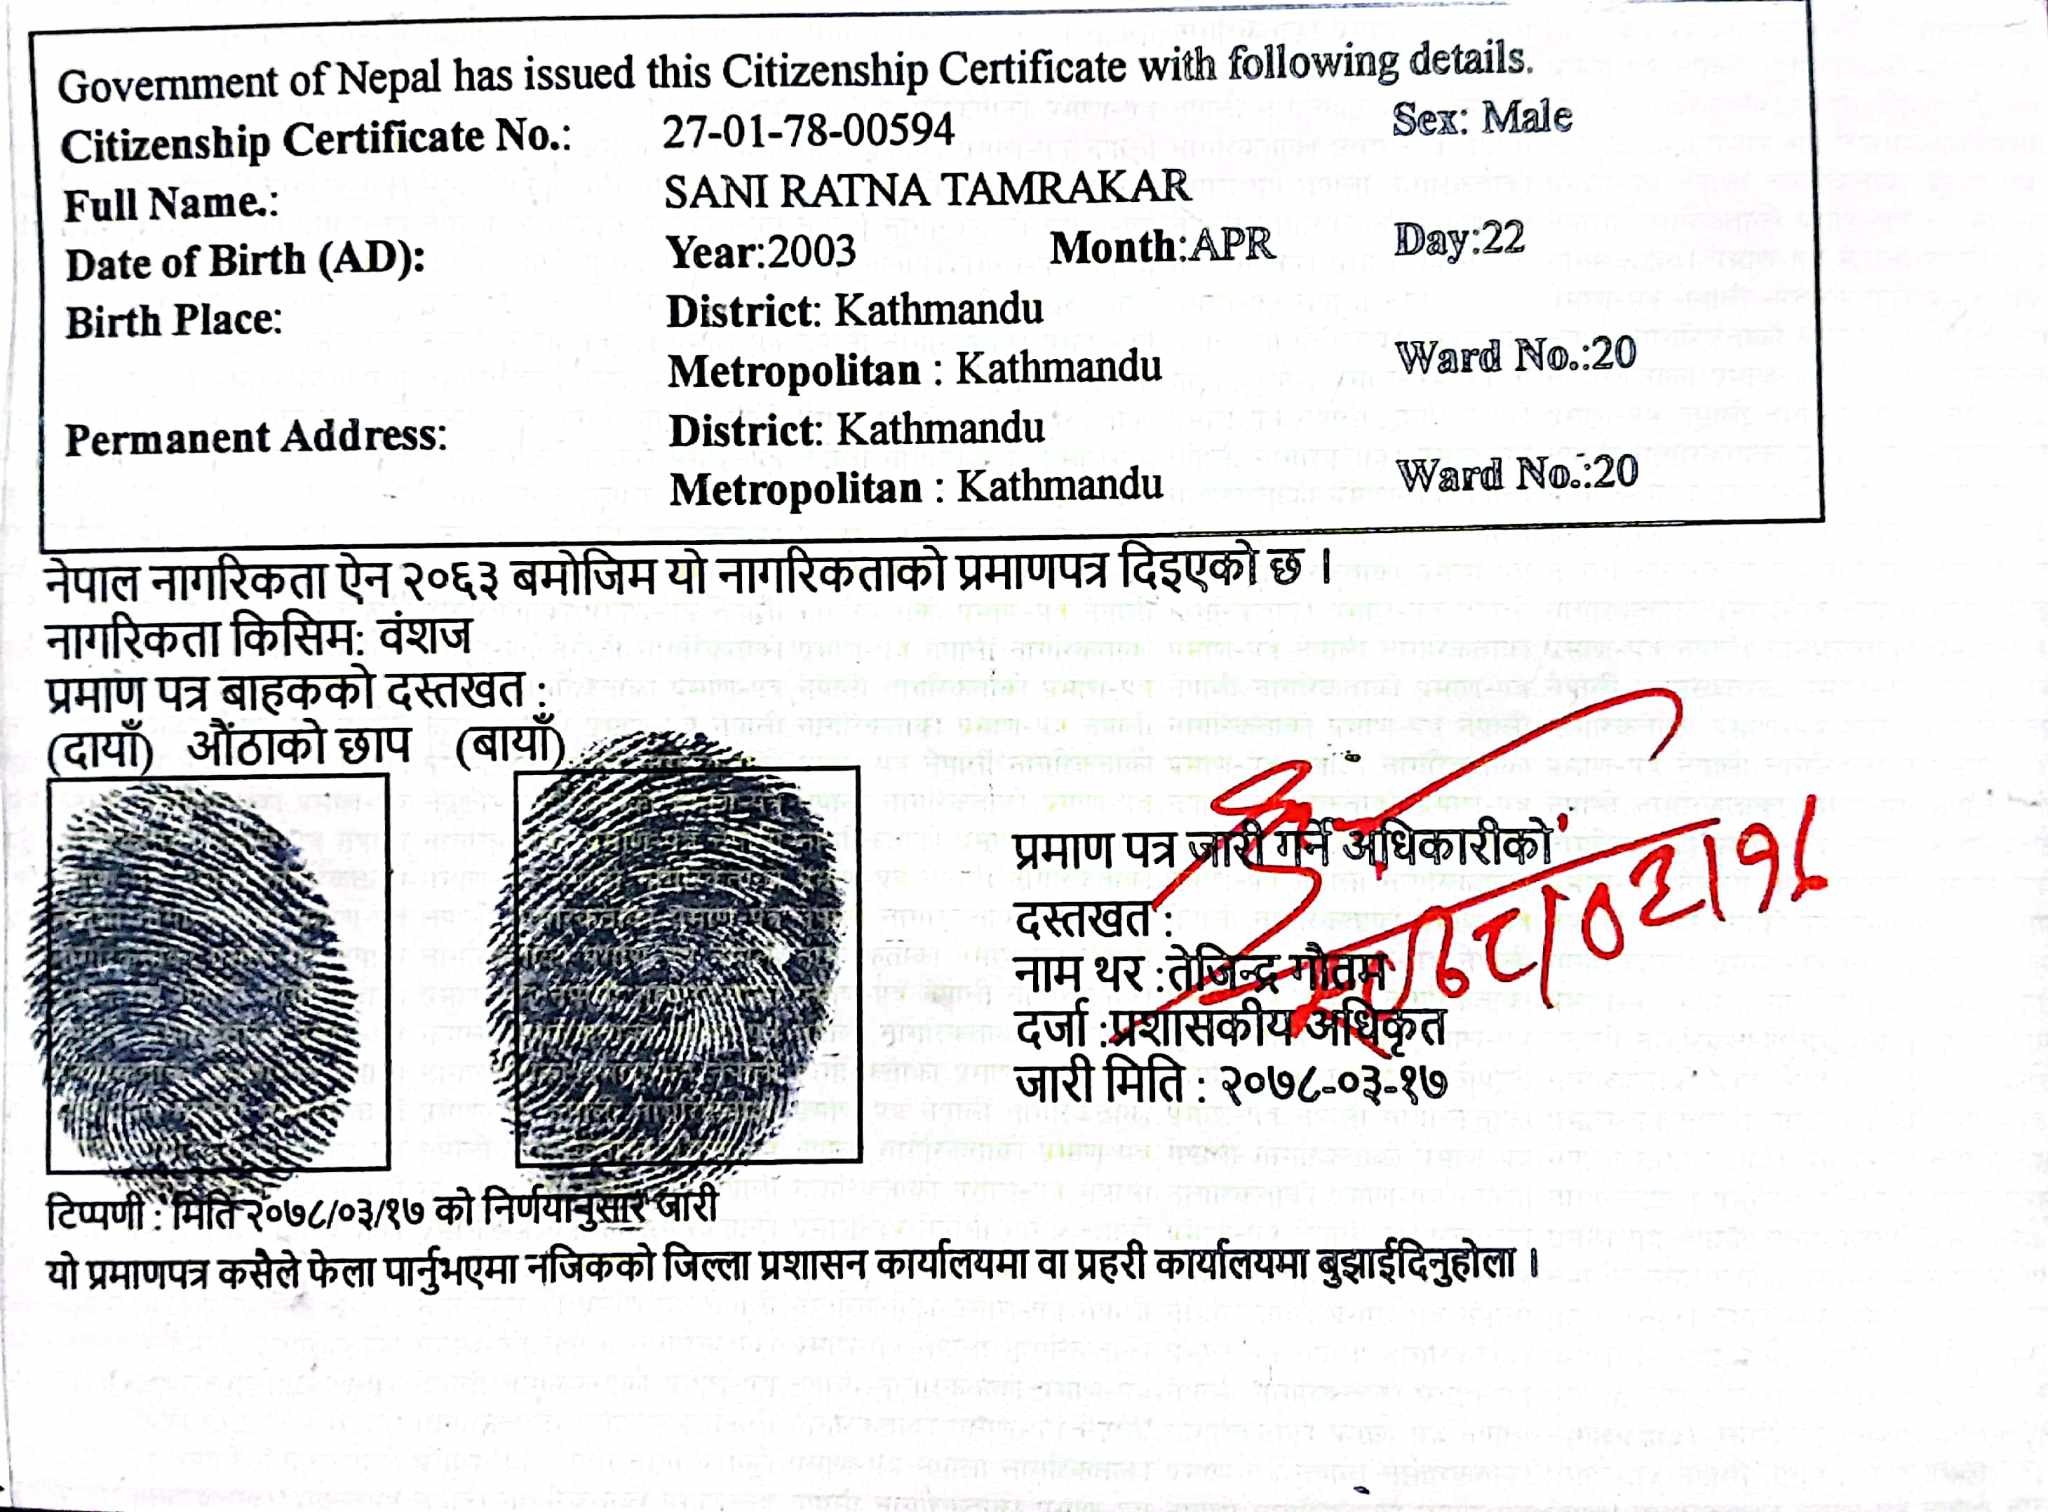 Government of Nepal has issued this Citizenship Certificate with following details.
Citizenship Certificate No.: 27-01-78-00594 Sex: Male
Full Name.: SANI RATNA TAMRAKAR
Date of Birth (AD): Year:2003 Month:APR Day:22
Birth Place: District: Kathmandu
Metropolitan : Kathmandu Ward No.:20
Permanent Address: District: Kathmandu
Metropolitan : Kathmandu Ward No.:20
नेपाल नागरिकता ऐन २०६३ बमोजिम यो नागरिकताको प्रमाणपत्र दिइएको छ ।
नागरिकता किसिम: वंशज
प्रमाण पत्र बाहकको दस्तखत :
(दायाँ) औंठाको छाप (बायाँ)
प्रमाण पत्र जारी गर्ने अधिकारीको
दस्तखत :
नाम थर :तेजिन्द्र गौतम
दर्जा :प्रशासकीय अधिकृत
जारी मिति : २०७८-०३-१७
टिप्पणी : मिति २०७८/०३/१७ को निर्णयानुसार जारी
यो प्रमाणपत्र कसैले फेला पार्नुभएमा नजिकको जिल्ला प्रशासन कार्यालयमा वा प्रहरी कार्यालयमा बुझाईदिनुहोला ।